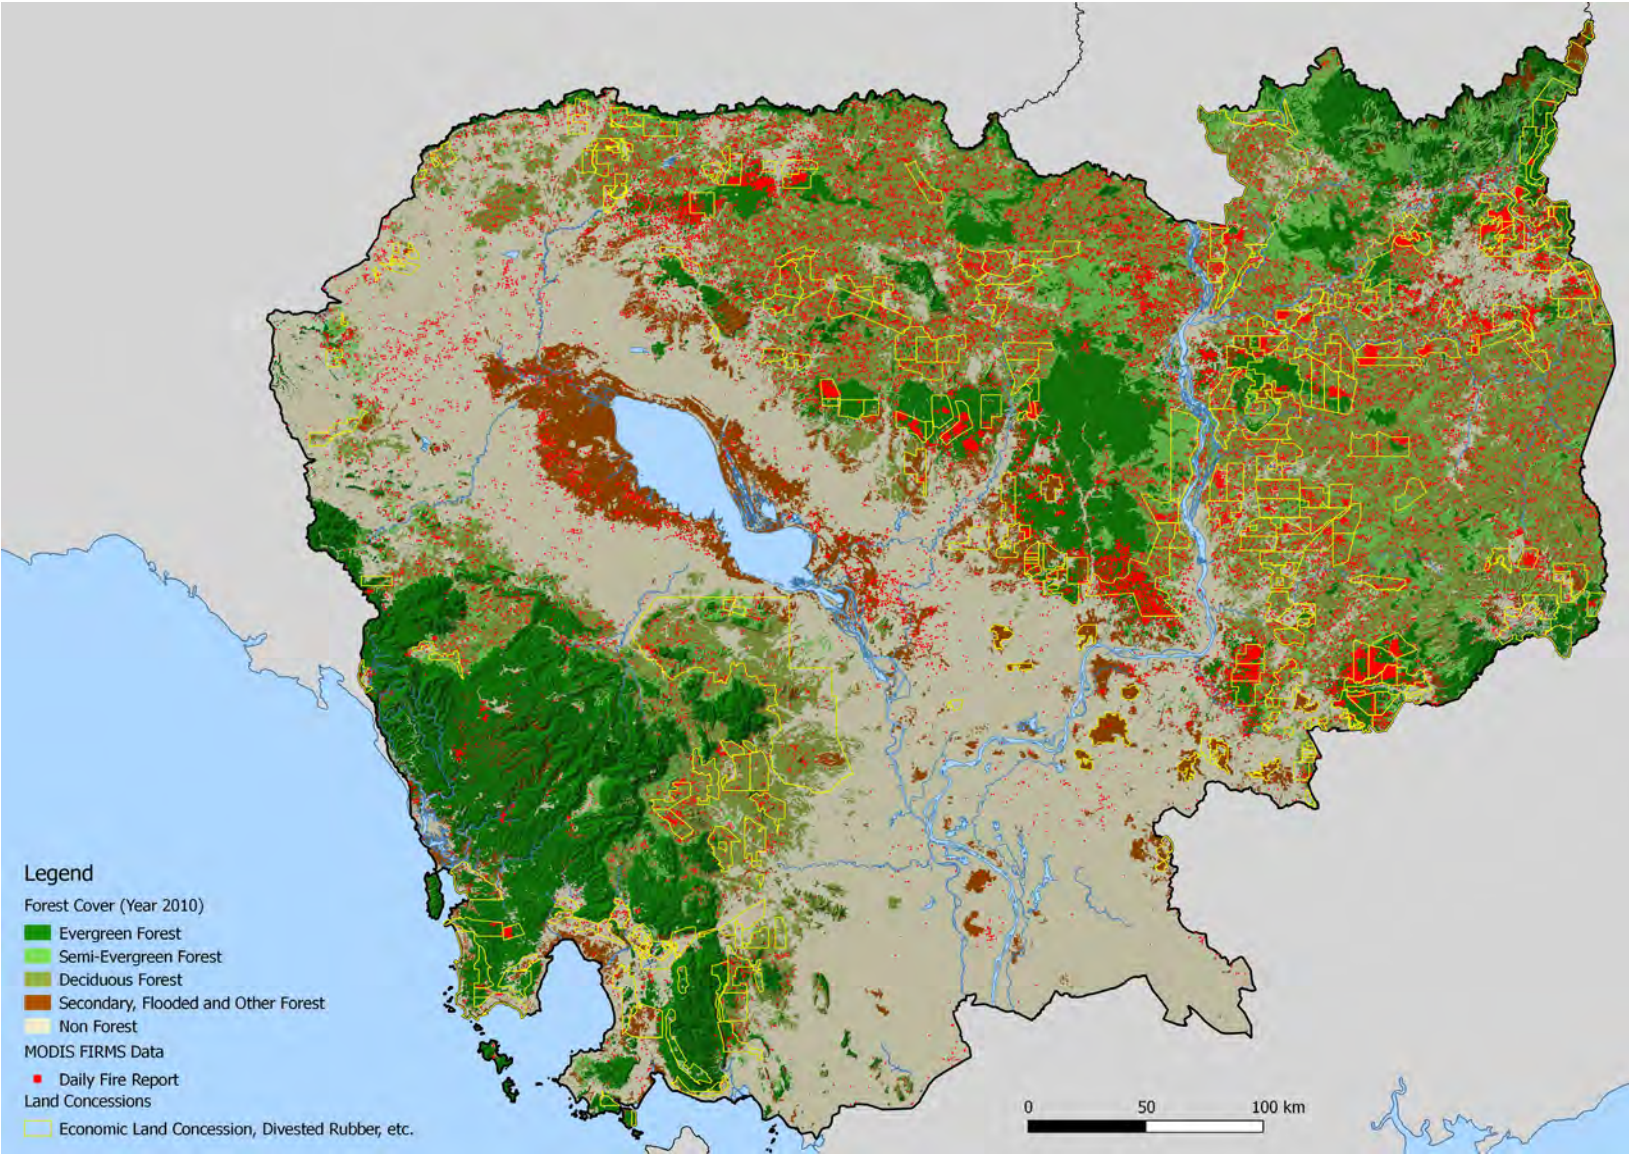 Legend
Forest Cover (Year 2010)
Evergreen Forest
Semi-Evergreen Forest
Deciduous Forest
Secondary, Flooded and Other Forest
Non Forest
MODIS FIRMS Data
Daily Fire Report
Land Concessions
Economic Land Concession, Divested Rubber, etc.
0 50 100 km